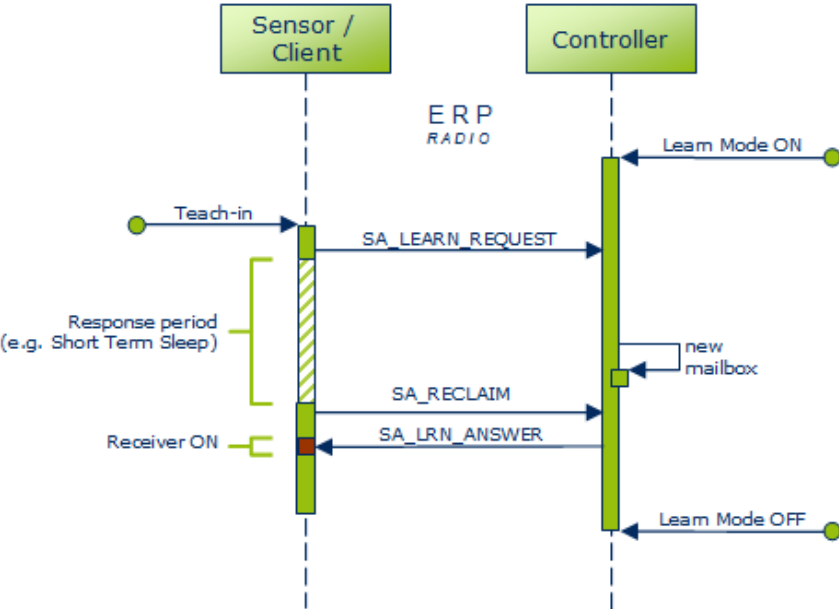 Sensor /
Client
Controller
ERP
RADIO
Learn Mode ON
Teach-in
SA_LEARN_REQUEST
Response period
(e.g. Short Term Sleep)
new
mailbox
SA_RECLAIM
Receiver ON
SA_LRN_ANSWER
Learn Mode OFF